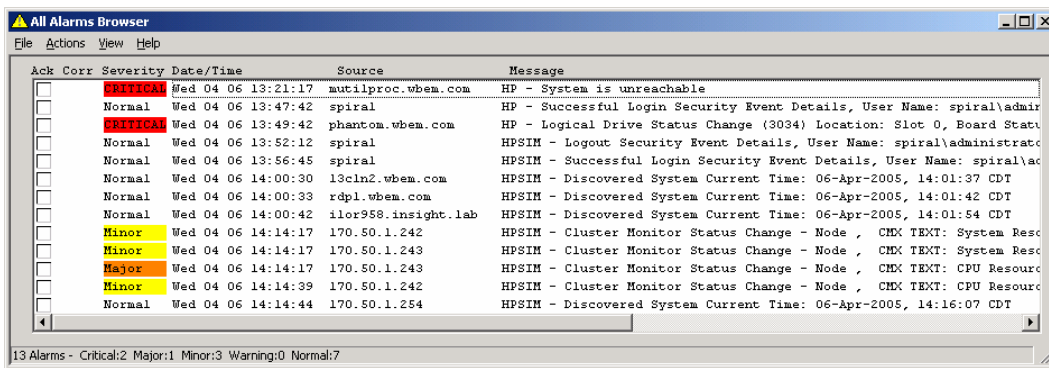 All Alarms Browser
File Actions View Help
Ack Corr Severity Date/Time Source Message
CRITICAL Wed 04 06 13:21:17 mutilproc.wbem.com HP - System is unreachable
Normal Wed 04 06 13:47:42 spiral HP - Successful Login Security Event Details, User Name: spiral\admin
CRITICAL Wed 04 06 13:49:42 phantom.wbem.com HP - Logical Drive Status Change (3034) Location: Slot 0, Board Statu
Normal Wed 04 06 13:52:12 spiral HPSIM - Logout Security Event Details, User Name: spiral\administrato
Normal Wed 04 06 13:56:45 spiral HPSIM - Successful Login Security Event Details, User Name: spiral\ad
Normal Wed 04 06 14:00:30 l3cln2.wbem.com HPSIM - Discovered System Current Time: 06-Apr-2005, 14:01:37 CDT
Normal Wed 04 06 14:00:33 rdpl.wbem.com HPSIM - Discovered System Current Time: 06-Apr-2005, 14:01:42 CDT
Normal Wed 04 06 14:00:42 ilor958.insight.lab HPSIM - Discovered System Current Time: 06-Apr-2005, 14:01:54 CDT
Minor Wed 04 06 14:14:17 170.50.1.242 HPSIM - Cluster Monitor Status Change - Node , CMX TEXT: System Reso
Minor Wed 04 06 14:14:17 170.50.1.243 HPSIM - Cluster Monitor Status Change - Node , CMX TEXT: System Reso
Major Wed 04 06 14:14:17 170.50.1.243 HPSIM - Cluster Monitor Status Change - Node , CMX TEXT: CPU Resourc
Minor Wed 04 06 14:14:39 170.50.1.242 HPSIM - Cluster Monitor Status Change - Node , CMX TEXT: CPU Resourc
Normal Wed 04 06 14:14:44 170.50.1.254 HPSIM - Discovered System Current Time: 06-Apr-2005, 14:16:07 CDT
13 Alarms - Critical:2 Major:1 Minor:3 Warning:0 Normal:7